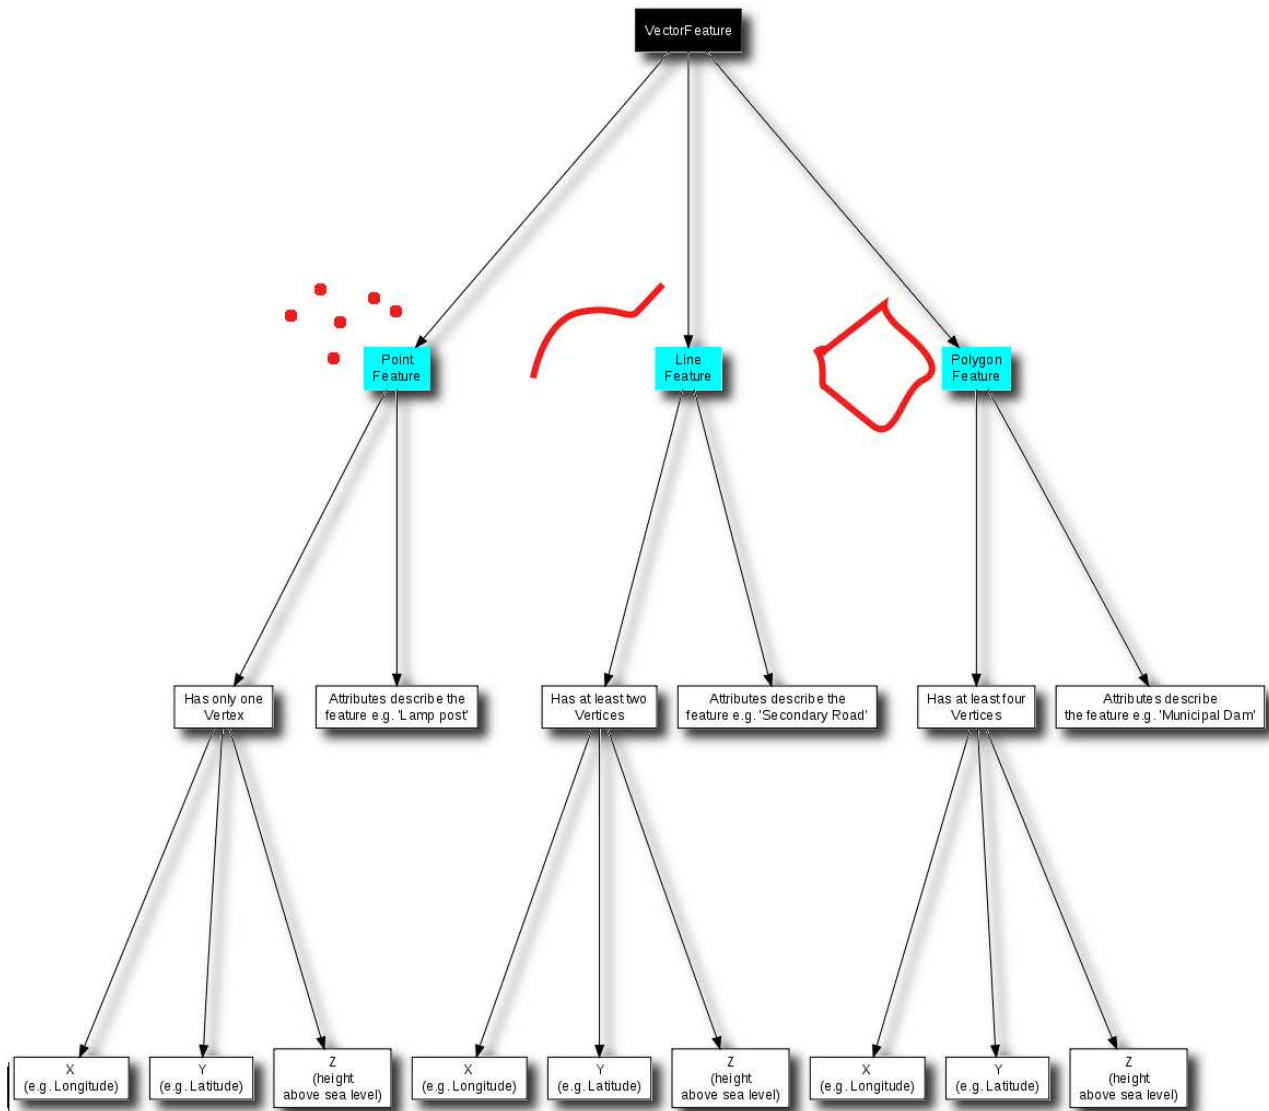 VectorFeature
Point
Feature
Line
Feature
Polygon
Feature
Has only one
Vertex
Attributes describe the
feature e.g. 'Lamp post'
Has at least two
Vertices
Attributes describe the
feature e.g. 'Secondary Road'
Has at least four
Vertices
Attributes describe
the feature e.g. 'Municipal Dam'
X
(e.g. Longitude)
Y
(e.g. Latitude)
Z
(height
above sea level)
X
(e.g. Longitude)
Y
(e.g. Latitude)
Z
(height
above sea level)
X
(e.g. Longitude)
Y
(e.g. Latitude)
Z
(height
above sea level)